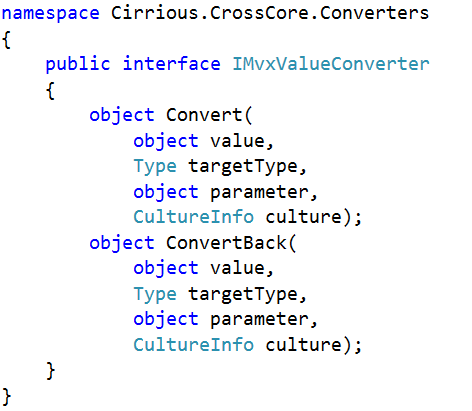 namespace Cirrious.CrossCore.Converters
{
    public interface IMvxValueConverter
    {
        object Convert(
            object value,
            Type targetType,
            object parameter,
            CultureInfo culture);
        object ConvertBack(
            object value,
            Type targetType,
            object parameter,
            CultureInfo culture);
    }
}